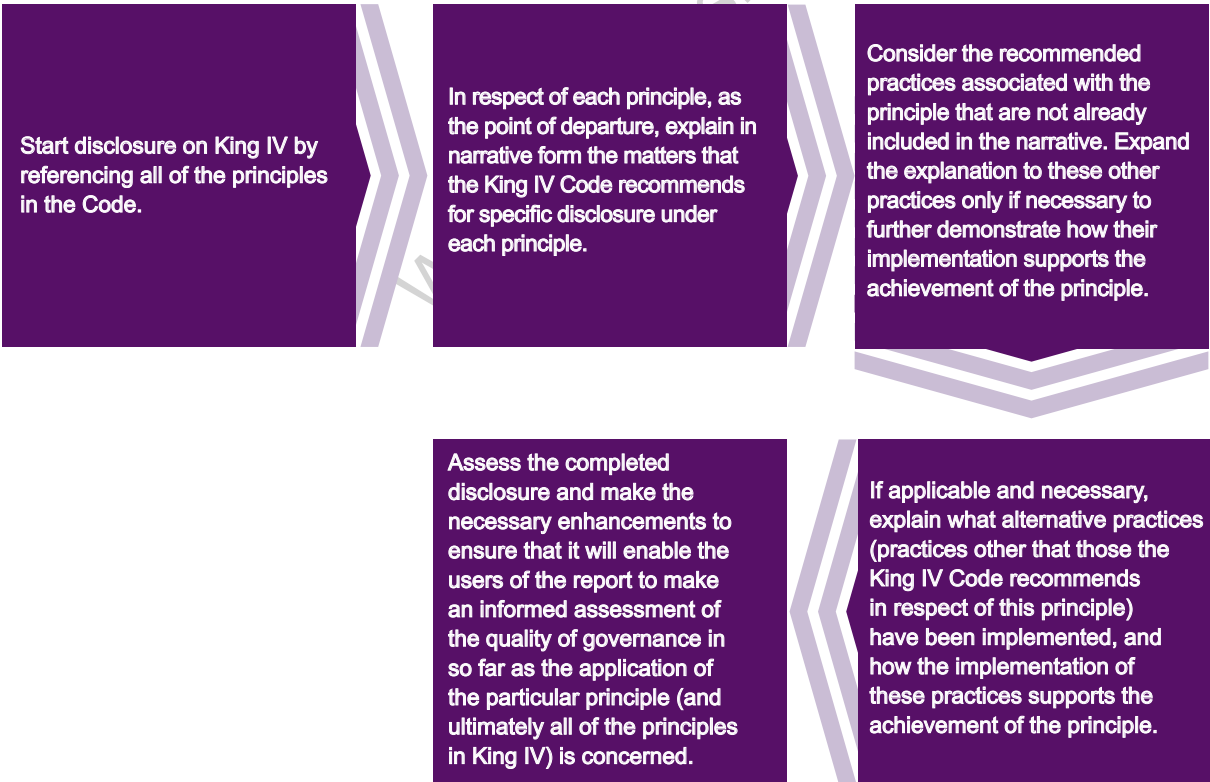 Start disclosure on King IV by
referencing all of the principles
in the Code.
In respect of each principle, as
the point of departure, explain in
narrative form the matters that
the King IV Code recommends
for specific disclosure under
each principle.
Consider the recommended
practices associated with the
principle that are not already
included in the narrative. Expand
the explanation to these other
practices only if necessary to
further demonstrate how their
implementation supports the
achievement of the principle.
If applicable and necessary,
explain what alternative practices
(practices other that those the
King IV Code recommends
in respect of this principle)
have been implemented, and
how the implementation of
these practices supports the
achievement of the principle.
Assess the completed
disclosure and make the
necessary enhancements to
ensure that it will enable the
users of the report to make
an informed assessment of
the quality of governance in
so far as the application of
the particular principle (and
ultimately all of the principles
in King IV) is concerned.